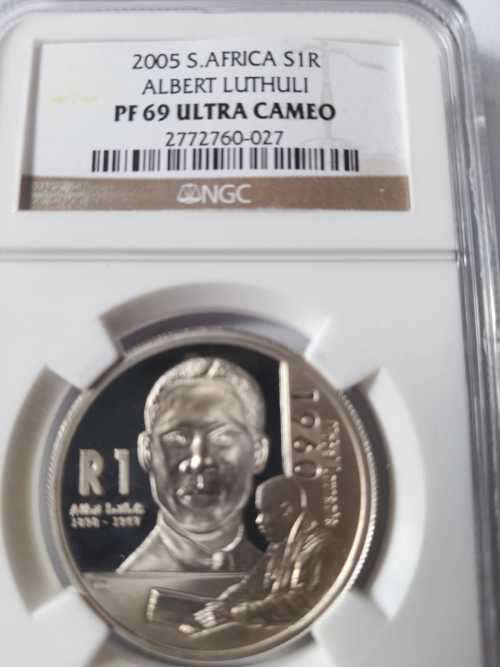 2005 S.AFRICA S1R
ALBERT LUTHULI
PF 69 ULTRA CAMEO
2772760-027
NGC
R1
1960